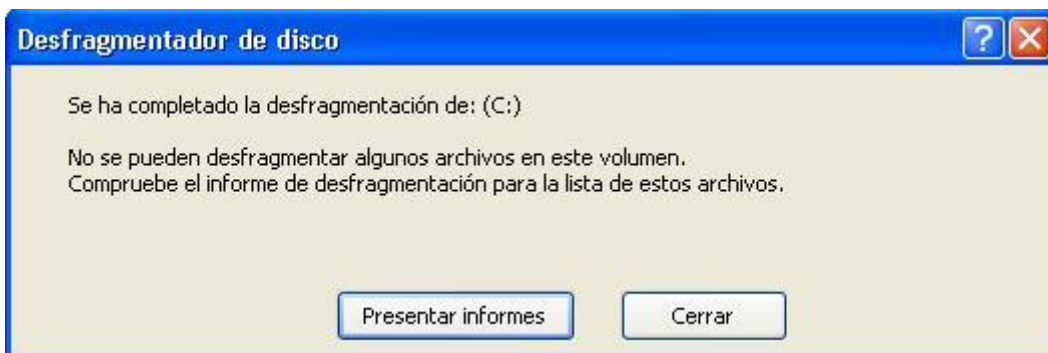 Desfragmentador de disco
Se ha completado la desfragmentación de: (C:)
No se pueden desfragmentar algunos archivos en este volumen.
Compruebe el informe de desfragmentación para la lista de estos archivos.
Presentar informes Cerrar